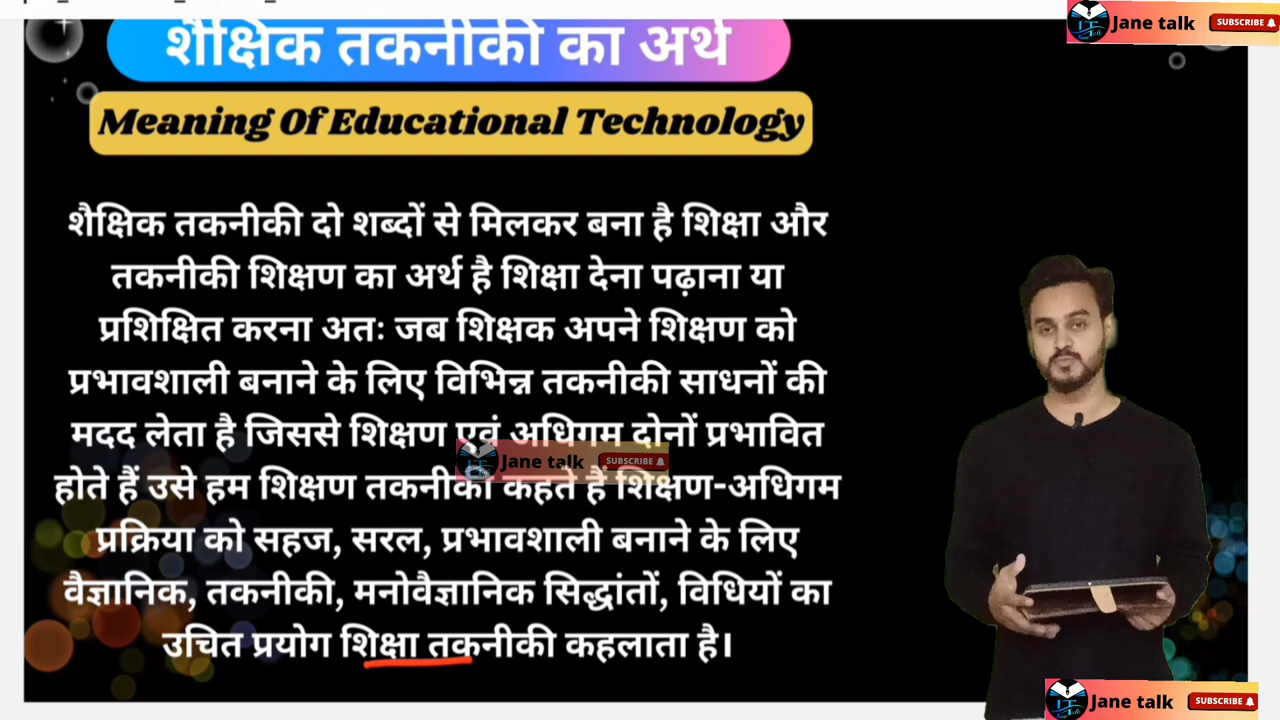 Jane talk SUBSCRIBE
शैक्षिक तकनीकी का अर्थ
Meaning Of Educational Technology
शैक्षिक तकनीकी दो शब्दों से मिलकर बना है शिक्षा और
तकनीकी शिक्षण का अर्थ है शिक्षा देना पढ़ाना या
प्रशिक्षित करना अतः जब शिक्षक अपने शिक्षण को
प्रभावशाली बनाने के लिए विभिन्न तकनीकी साधनों की
मदद लेता है जिससे शिक्षण एवं अधिगम दोनों प्रभावित
Jane talk SUBSCRIBE
होते हैं उसे हम शिक्षण तकनीकी कहते हैं शिक्षण-अधिगम
प्रक्रिया को सहज, सरल, प्रभावशाली बनाने के लिए
वैज्ञानिक, तकनीकी, मनोवैज्ञानिक सिद्धांतों, विधियों का
उचित प्रयोग शिक्षा तकनीकी कहलाता है।
Jane talk SUBSCRIBE